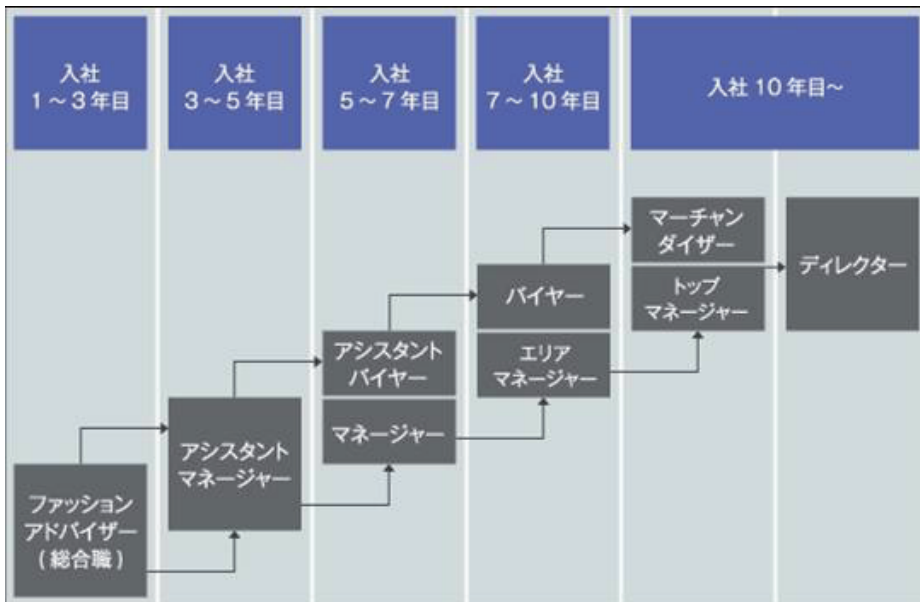 入社
1～3年目
入社
3～5年目
入社
5～7年目
入社
7～10年目
入社10年目～
マーチャン
ダイザー
ディレクター
バイヤー
トップ
マネージャー
アシスタント
バイヤー
エリア
マネージャー
アシスタント
マネージャー
マネージャー
ファッション
アドバイザー
(総合職)